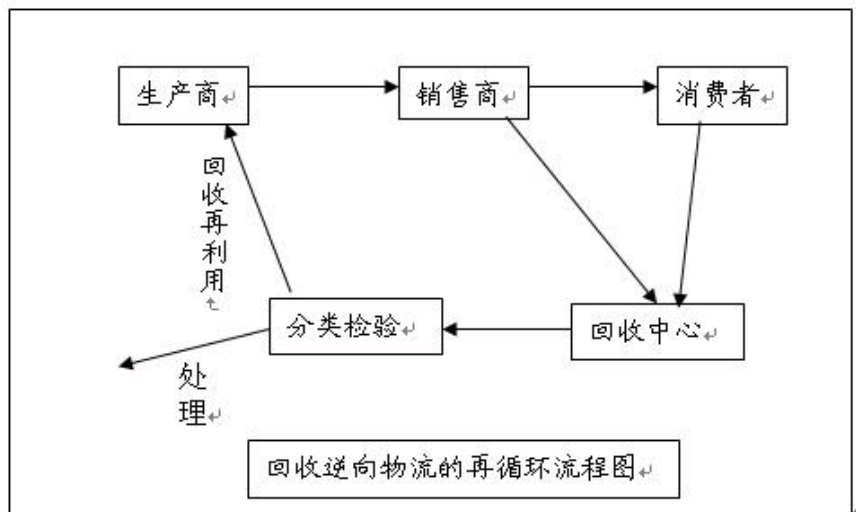 生产商
销售商
消费者
回收再利用
分类检验
回收中心
处理
回收逆向物流的再循环流程图